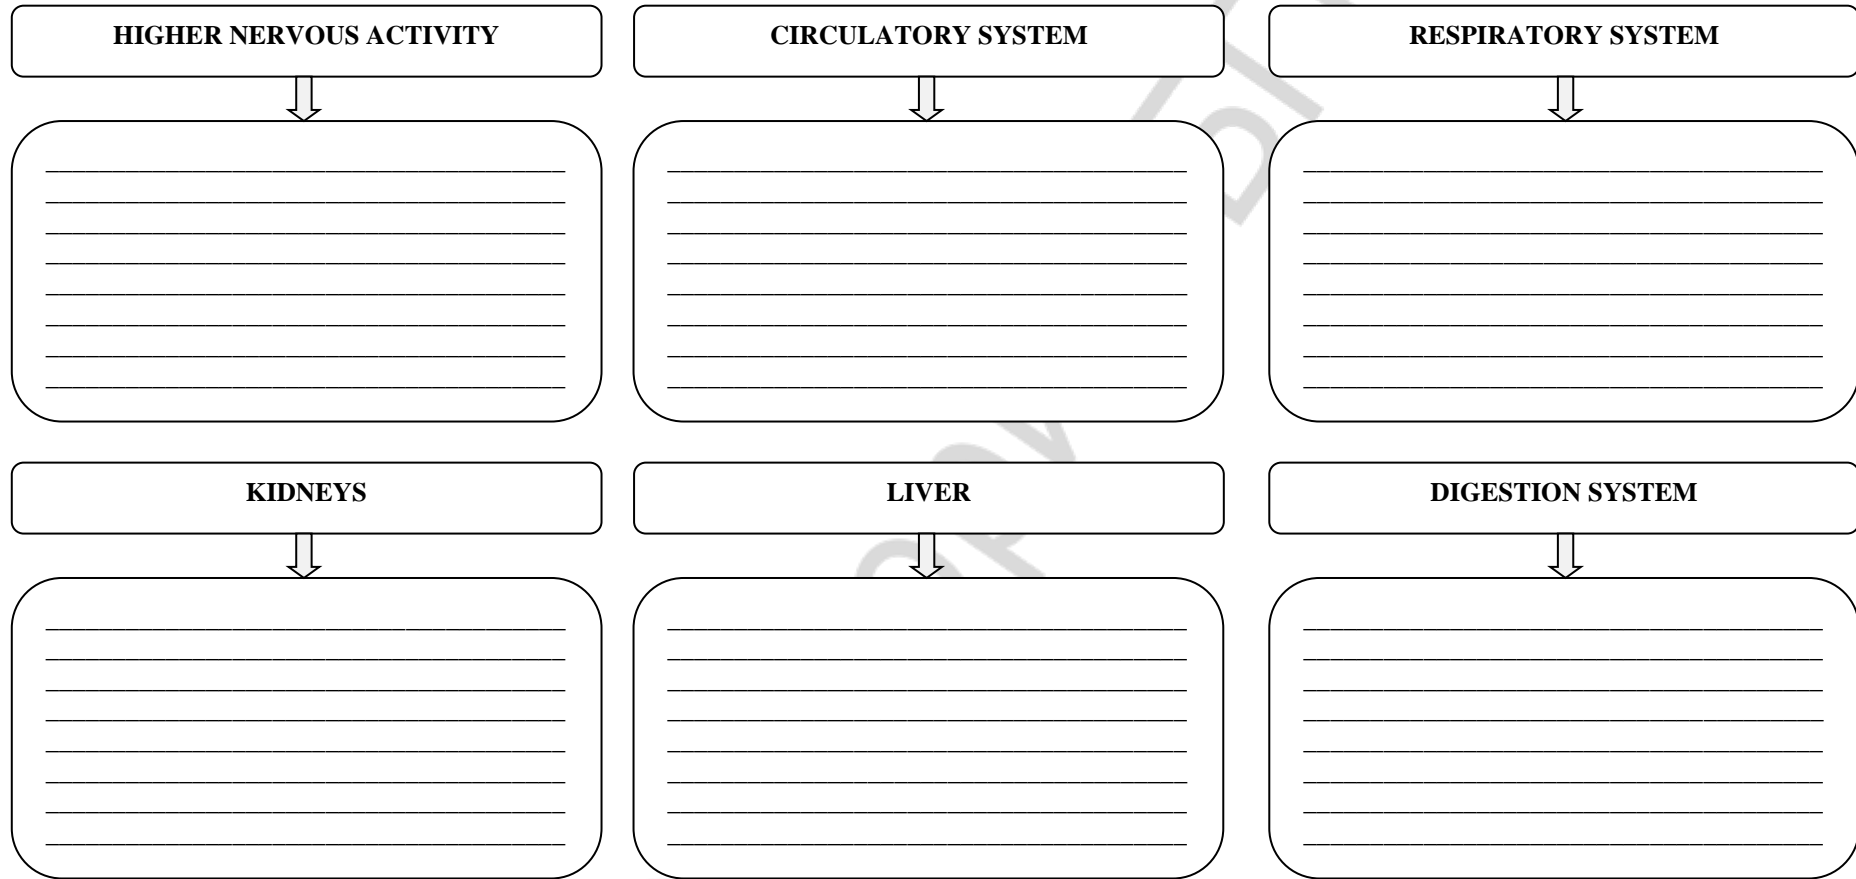 HIGHER NERVOUS ACTIVITY
CIRCULATORY SYSTEM
RESPIRATORY SYSTEM
KIDNEYS
LIVER
DIGESTION SYSTEM